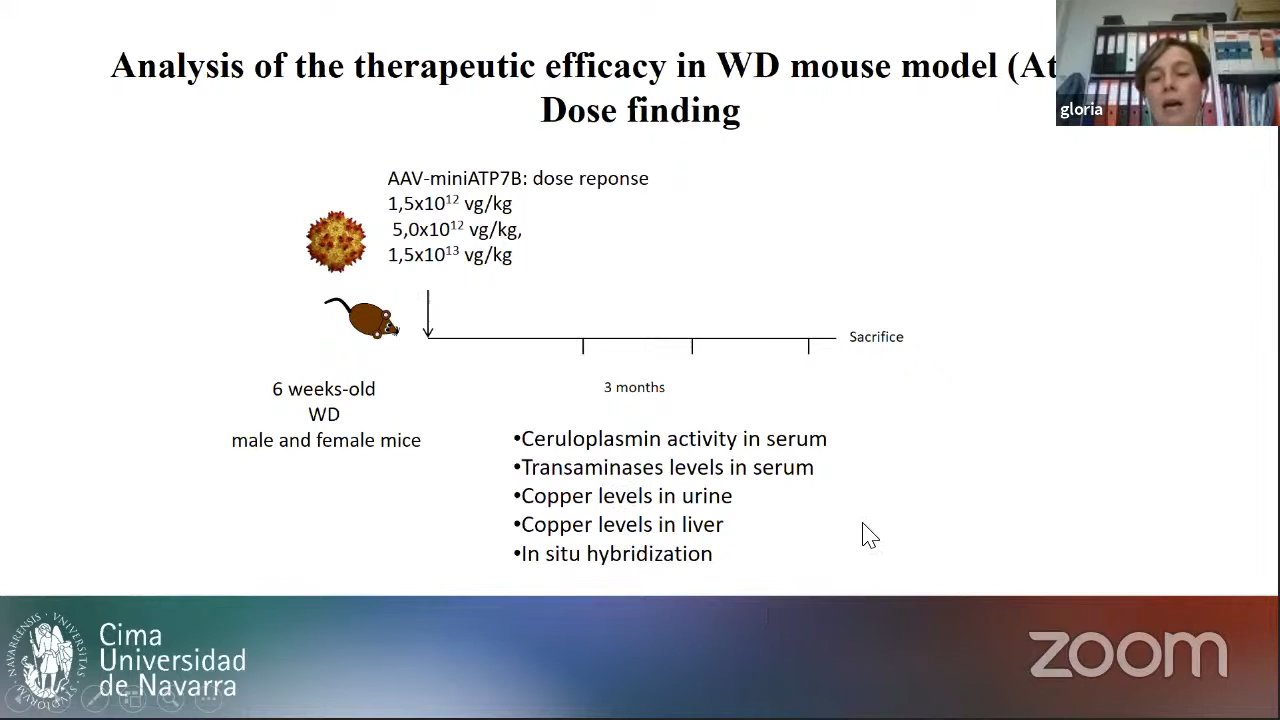 Analysis of the therapeutic efficacy in WD mouse model (At
Dose finding
gloria
AAV-miniATP7B: dose reponse
1,5x10¹² vg/kg
5,0x10¹² vg/kg,
1,5x10¹³ vg/kg
Sacrifice
6 weeks-old
WD
male and female mice
3 months
•Ceruloplasmin activity in serum
•Transaminases levels in serum
•Copper levels in urine
•Copper levels in liver
•In situ hybridization
Cima
Universidad
de Navarra
zoom